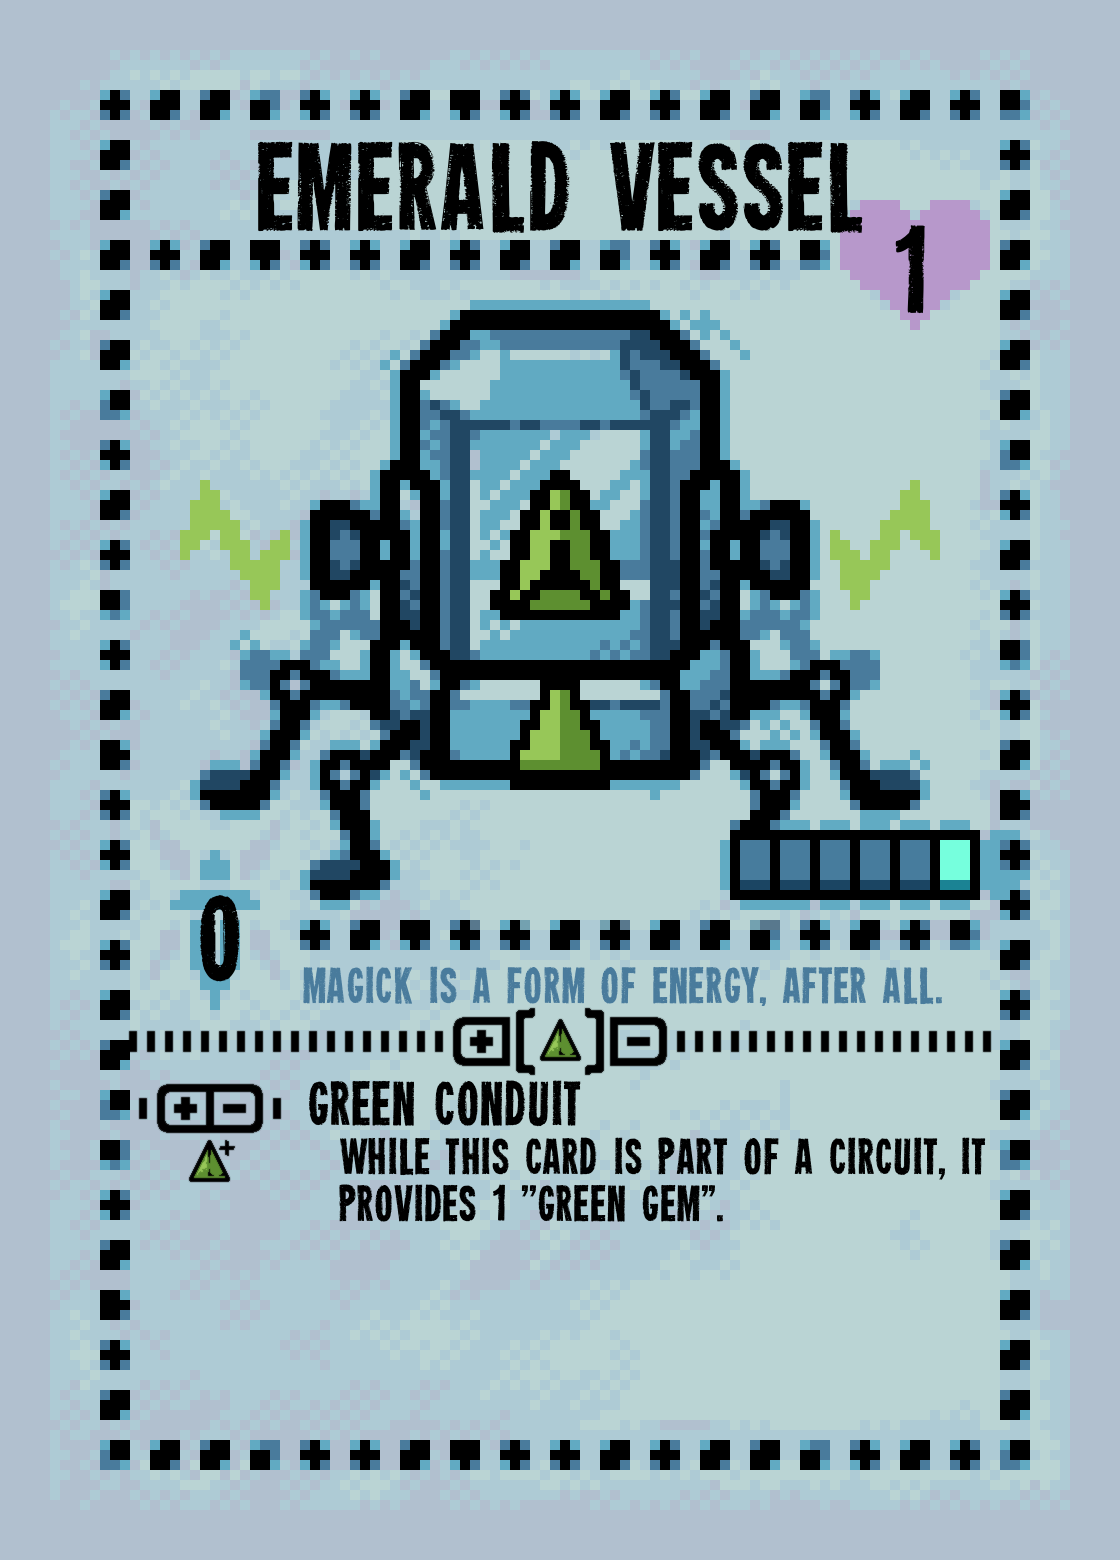 EMERALD VESSEL
1
0
MAGICK IS A FORM OF ENERGY, AFTER ALL.
GREEN CONDUIT
WHILE THIS CARD IS PART OF A CIRCUIT, IT
PROVIDES 1 "GREEN GEM".